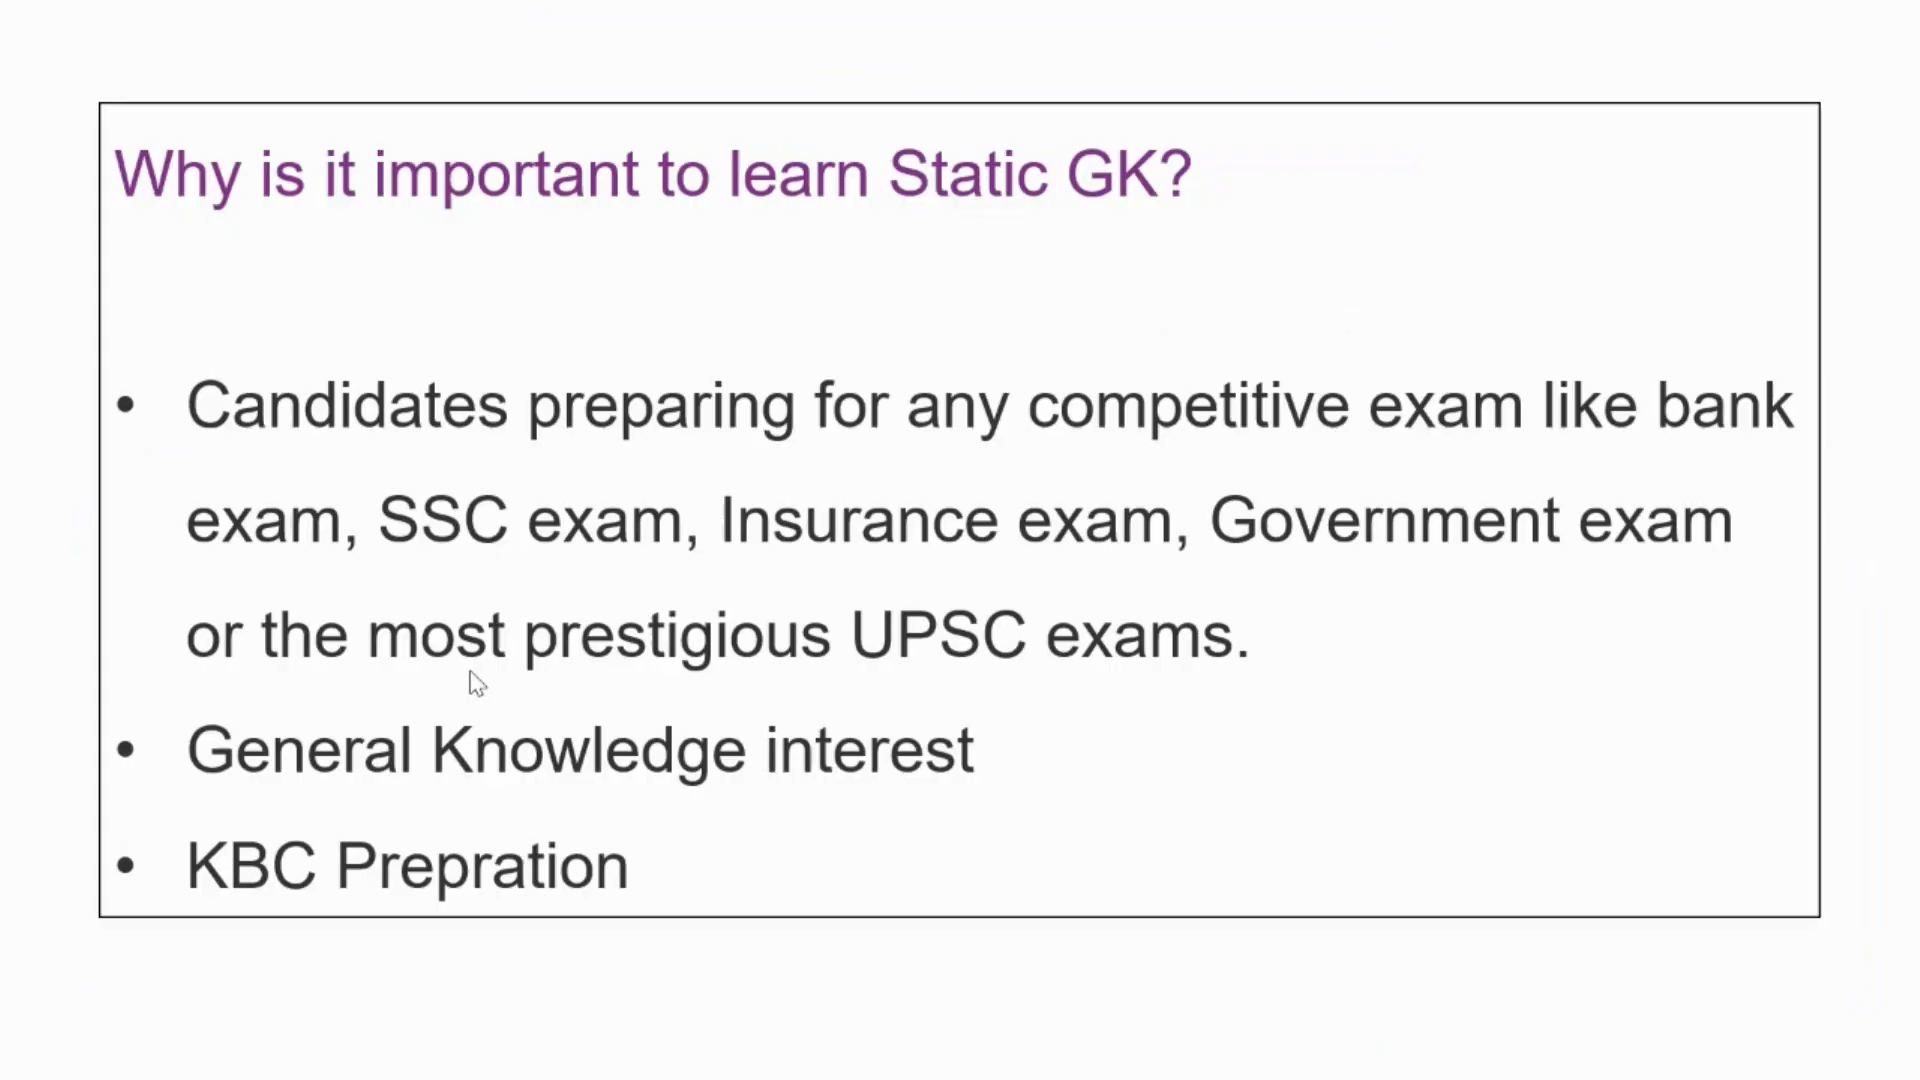 Why is it important to learn Static GK?
• Candidates preparing for any competitive exam like bank
exam, SSC exam, Insurance exam, Government exam
or the most prestigious UPSC exams.
• General Knowledge interest
• KBC Prepration